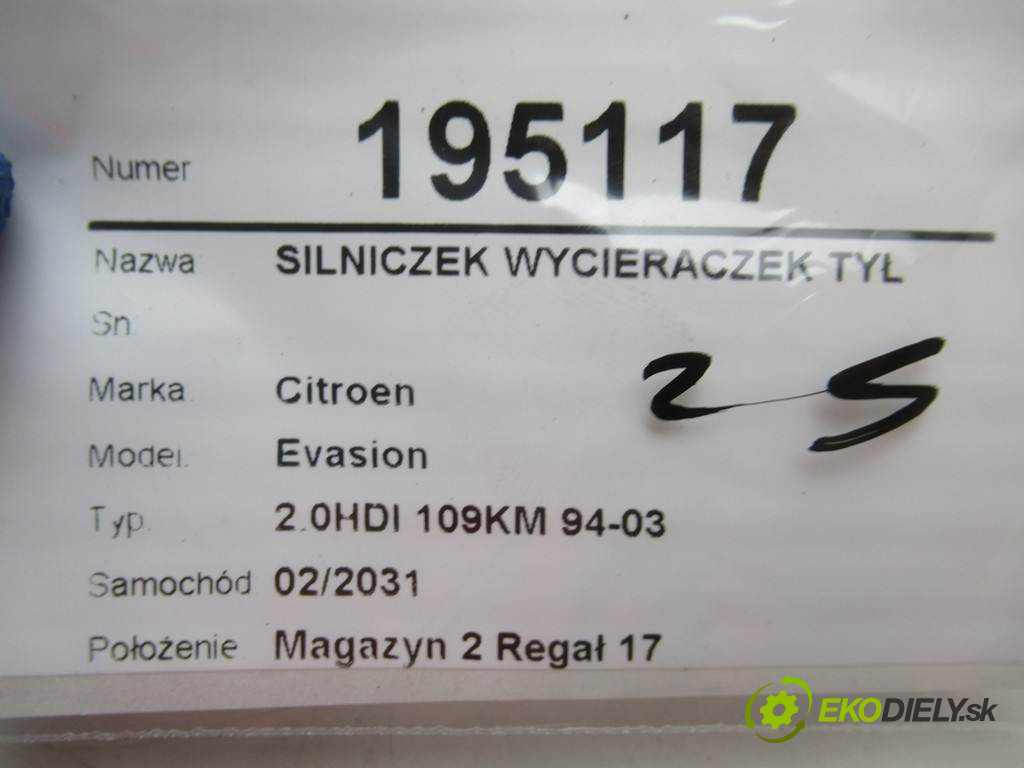 Numer 195117
Nazwa SILNICZEK WYCIERACZEK TYŁ
Sn.
Marka Citroen
2 S
Model. Evasion
Typ. 2.0HDI 109KM 94-03
Samochód 02/2031
Położenie Magazyn 2 Regał 17
EKODIELY.sk